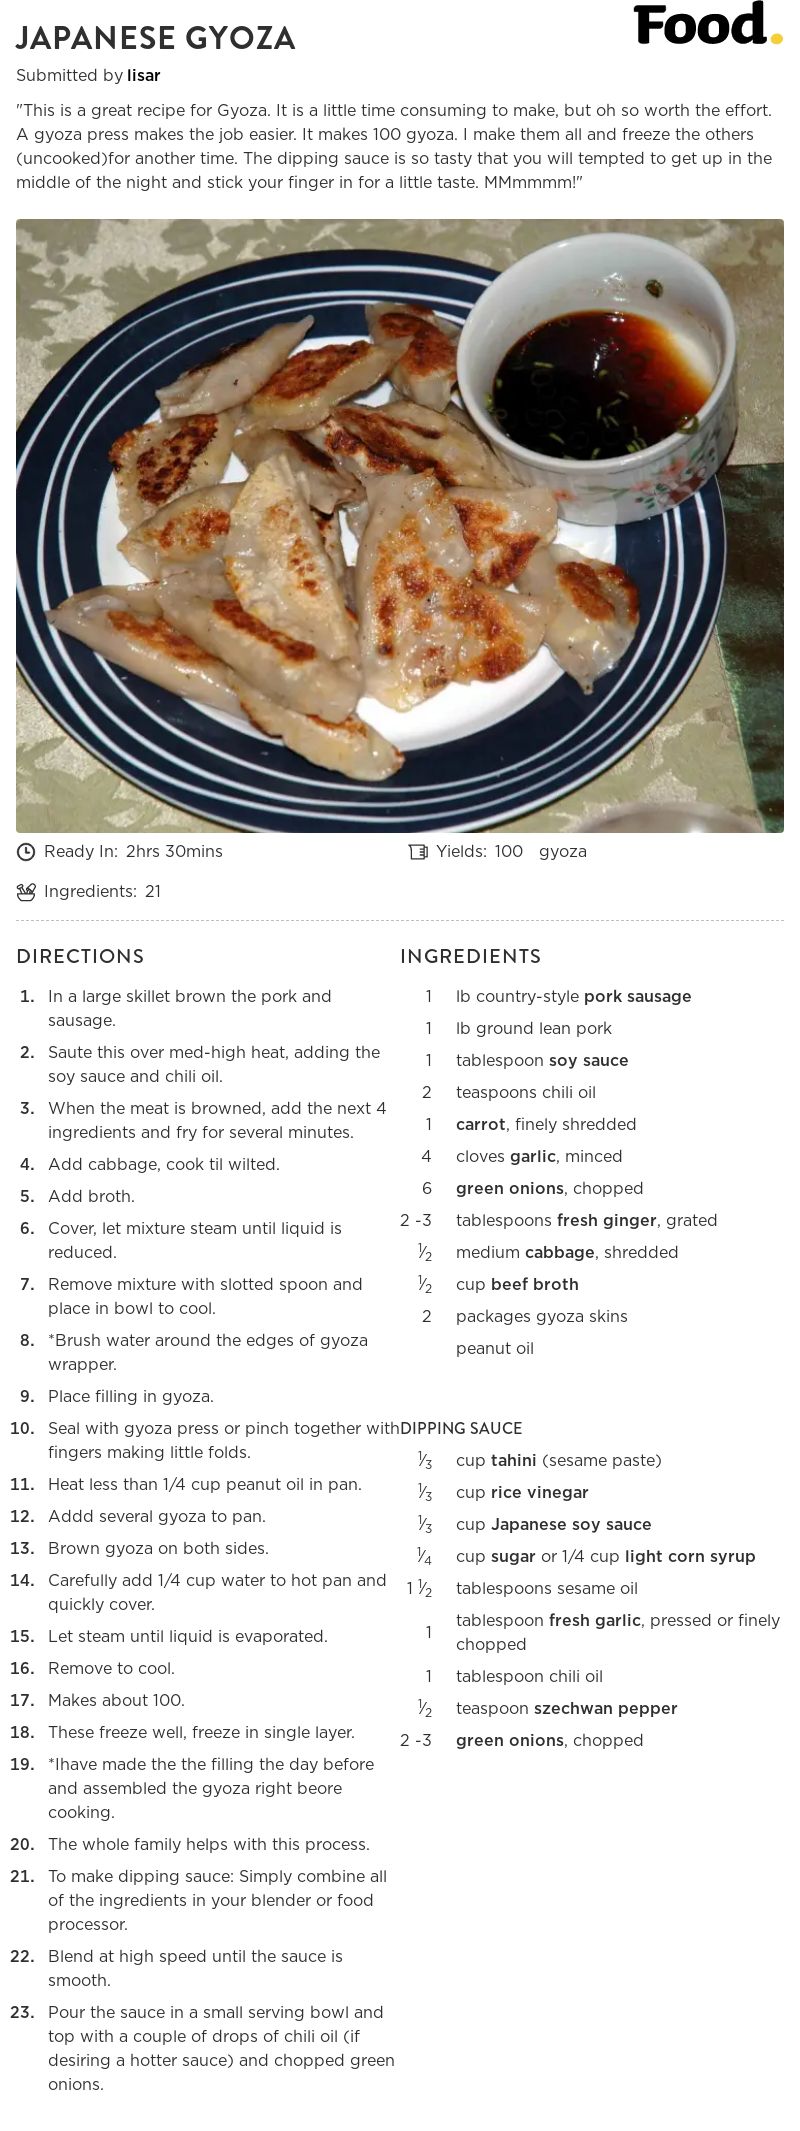 JAPANESE GYOZA
Food.
Submitted by lisar
"This is a great recipe for Gyoza. It is a little time consuming to make, but oh so worth the effort.
A gyoza press makes the job easier. It makes 100 gyoza. I make them all and freeze the others
(uncooked)for another time. The dipping sauce is so tasty that you will tempted to get up in the
middle of the night and stick your finger in for a little taste. MMmmmm!"
Ready In: 2hrs 30mins
Yields: 100 gyoza
Ingredients: 21
DIRECTIONS
1. In a large skillet brown the pork and
sausage.
2. Saute this over med-high heat, adding the
soy sauce and chili oil.
3. When the meat is browned, add the next 4
ingredients and fry for several minutes.
4. Add cabbage, cook til wilted.
5. Add broth.
6. Cover, let mixture steam until liquid is
reduced.
7. Remove mixture with slotted spoon and
place in bowl to cool.
8. *Brush water around the edges of gyoza
wrapper.
9. Place filling in gyoza.
10. Seal with gyoza press or pinch together with
fingers making little folds.
11. Heat less than 1/4 cup peanut oil in pan.
12. Addd several gyoza to pan.
13. Brown gyoza on both sides.
14. Carefully add 1/4 cup water to hot pan and
quickly cover.
15. Let steam until liquid is evaporated.
16. Remove to cool.
17. Makes about 100.
18. These freeze well, freeze in single layer.
19. *Ihave made the the filling the day before
and assembled the gyoza right beore
cooking.
20. The whole family helps with this process.
21. To make dipping sauce: Simply combine all
of the ingredients in your blender or food
processor.
22. Blend at high speed until the sauce is
smooth.
23. Pour the sauce in a small serving bowl and
top with a couple of drops of chili oil (if
desiring a hotter sauce) and chopped green
onions.
INGREDIENTS
1 lb country-style pork sausage
1 lb ground lean pork
1 tablespoon soy sauce
2 teaspoons chili oil
1 carrot, finely shredded
4 cloves garlic, minced
6 green onions, chopped
2 -3 tablespoons fresh ginger, grated
1⁄2 medium cabbage, shredded
1⁄2 cup beef broth
2 packages gyoza skins
peanut oil
DIPPING SAUCE
1⁄3 cup tahini (sesame paste)
1⁄3 cup rice vinegar
1⁄3 cup Japanese soy sauce
1⁄4 cup sugar or 1/4 cup light corn syrup
1 1⁄2 tablespoons sesame oil
1 tablespoon fresh garlic, pressed or finely
chopped
1 tablespoon chili oil
1⁄2 teaspoon szechwan pepper
2 -3 green onions, chopped